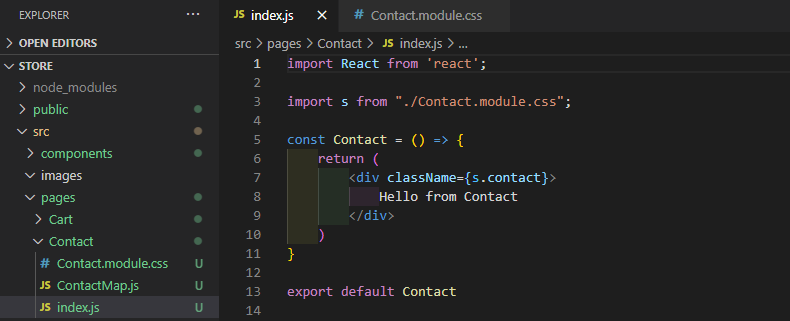 EXPLORER
...
OPEN EDITORS
STORE
node_modules
public
src
components
images
pages
Cart
Contact
# Contact.module.css U
JS ContactMap.js U
JS index.js U
JS index.js × # Contact.module.css
src > pages > Contact > JS index.js > ...
1 import React from 'react';
2
3 import s from "./Contact.module.css";
4
5 const Contact = () => {
6 return (
7 <div className={s.contact}>
8 Hello from Contact
9 </div>
10 )
11 }
12
13 export default Contact
14